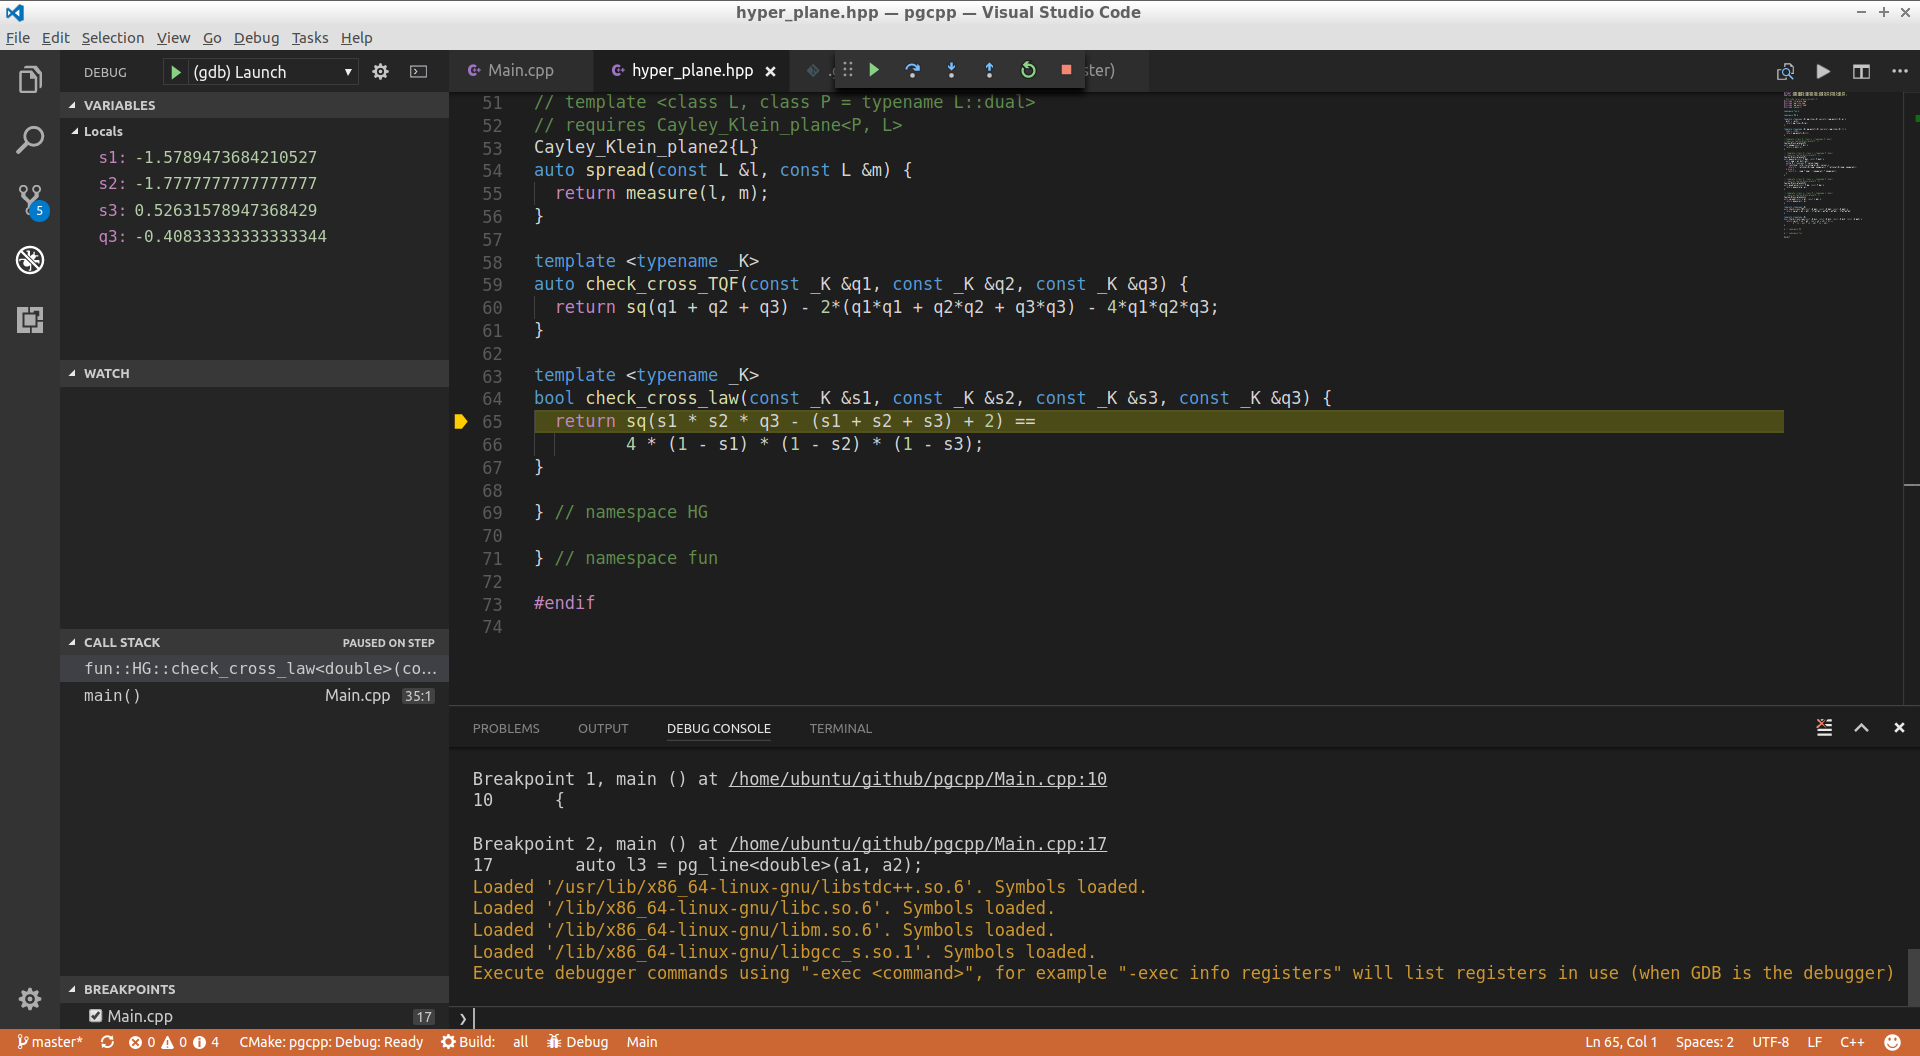 hyper_plane.hpp — pgcpp — Visual Studio Code
File Edit Selection View Go Debug Tasks Help
DEBUG (gdb) Launch
Main.cpp hyper_plane.hpp ster)
VARIABLES
Locals
s1: -1.5789473684210527
s2: -1.7777777777777777
s3: 0.52631578947368429
q3: -0.40833333333333344
WATCH
CALL STACK PAUSED ON STEP
fun::HG::check_cross_law<double>(co...
main() Main.cpp 35:1
BREAKPOINTS
Main.cpp 17
5
51 // template <class L, class P = typename L::dual>
52 // requires Cayley_Klein_plane<P, L>
53 Cayley_Klein_plane2{L}
54 auto spread(const L &l, const L &m) {
55 return measure(l, m);
56 }
57
58 template <typename _K>
59 auto check_cross_TQF(const _K &q1, const _K &q2, const _K &q3) {
60 return sq(q1 + q2 + q3) - 2*(q1*q1 + q2*q2 + q3*q3) - 4*q1*q2*q3;
61 }
62
63 template <typename _K>
64 bool check_cross_law(const _K &s1, const _K &s2, const _K &s3, const _K &q3) {
65 return sq(s1 * s2 * q3 - (s1 + s2 + s3) + 2) ==
66 4 * (1 - s1) * (1 - s2) * (1 - s3);
67 }
68
69 } // namespace HG
70
71 } // namespace fun
72
73 #endif
74
PROBLEMS OUTPUT DEBUG CONSOLE TERMINAL
Breakpoint 1, main () at /home/ubuntu/github/pgcpp/Main.cpp:10
10 {
Breakpoint 2, main () at /home/ubuntu/github/pgcpp/Main.cpp:17
17 auto l3 = pg_line<double>(a1, a2);
Loaded '/usr/lib/x86_64-linux-gnu/libstdc++.so.6'. Symbols loaded.
Loaded '/lib/x86_64-linux-gnu/libc.so.6'. Symbols loaded.
Loaded '/lib/x86_64-linux-gnu/libm.so.6'. Symbols loaded.
Loaded '/lib/x86_64-linux-gnu/libgcc_s.so.1'. Symbols loaded.
Execute debugger commands using "-exec <command>", for example "-exec info registers" will list registers in use (when GDB is the debugger)
master* 0 0 4 CMake: pgcpp: Debug: Ready Build: all Debug Main Ln 65, Col 1 Spaces: 2 UTF-8 LF C++